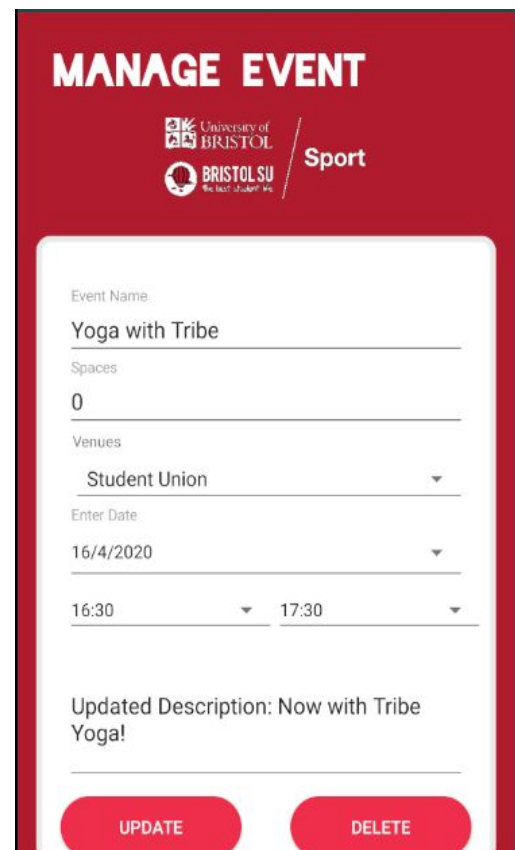 MANAGE EVENT
University of
BRISTOL
BRISTOL SU
the best student life
Sport
Event Name
Yoga with Tribe
Spaces
0
Venues
Student Union
Enter Date
16/4/2020
16:30 17:30
Updated Description: Now with Tribe
Yoga!
UPDATE DELETE